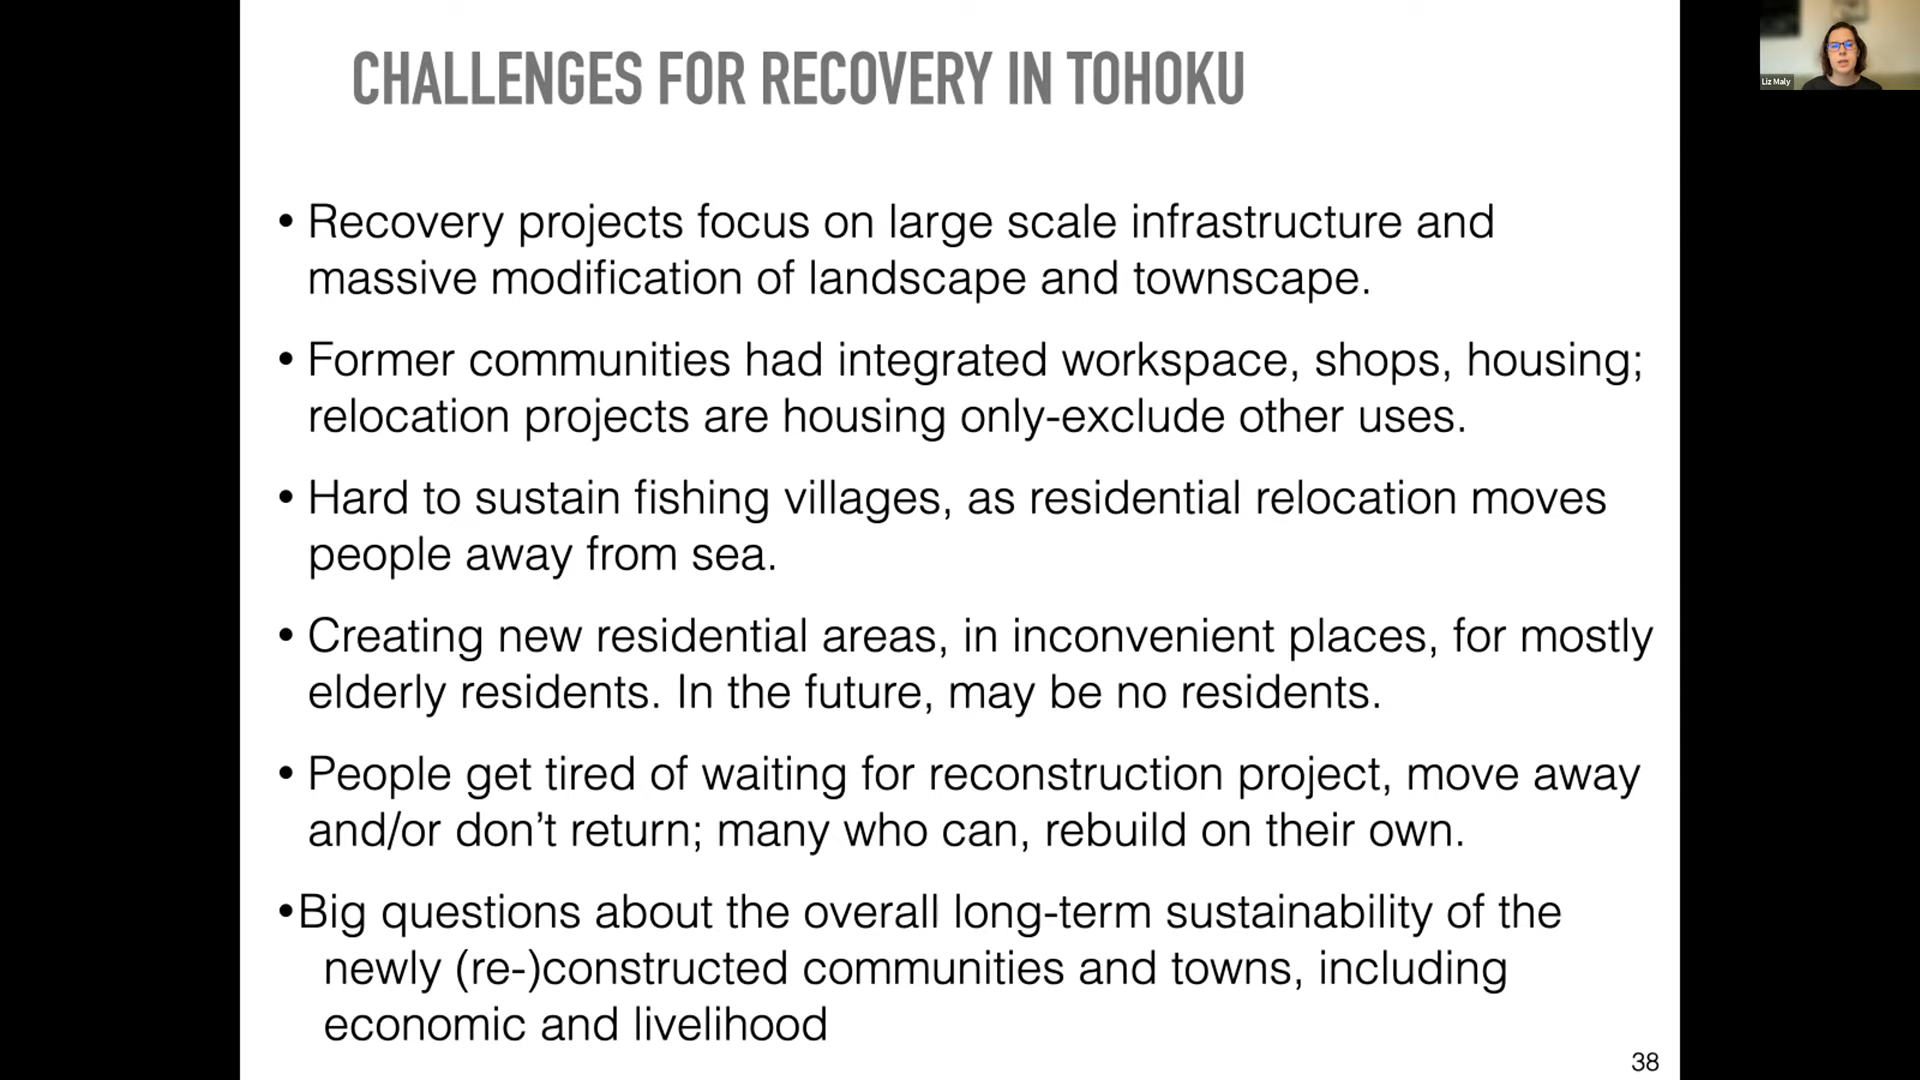 CHALLENGES FOR RECOVERY IN TOHOKU
Liz Maly
• Recovery projects focus on large scale infrastructure and
massive modification of landscape and townscape.
• Former communities had integrated workspace, shops, housing;
relocation projects are housing only-exclude other uses.
• Hard to sustain fishing villages, as residential relocation moves
people away from sea.
• Creating new residential areas, in inconvenient places, for mostly
elderly residents. In the future, may be no residents.
• People get tired of waiting for reconstruction project, move away
and/or don’t return; many who can, rebuild on their own.
•Big questions about the overall long-term sustainability of the
newly (re-)constructed communities and towns, including
economic and livelihood
38